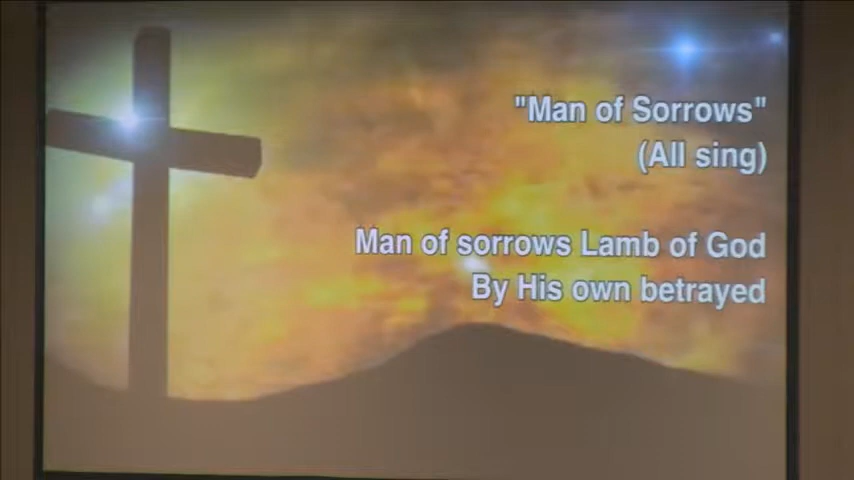 "Man of Sorrows"
(All sing)
Man of sorrows Lamb of God
By His own betrayed